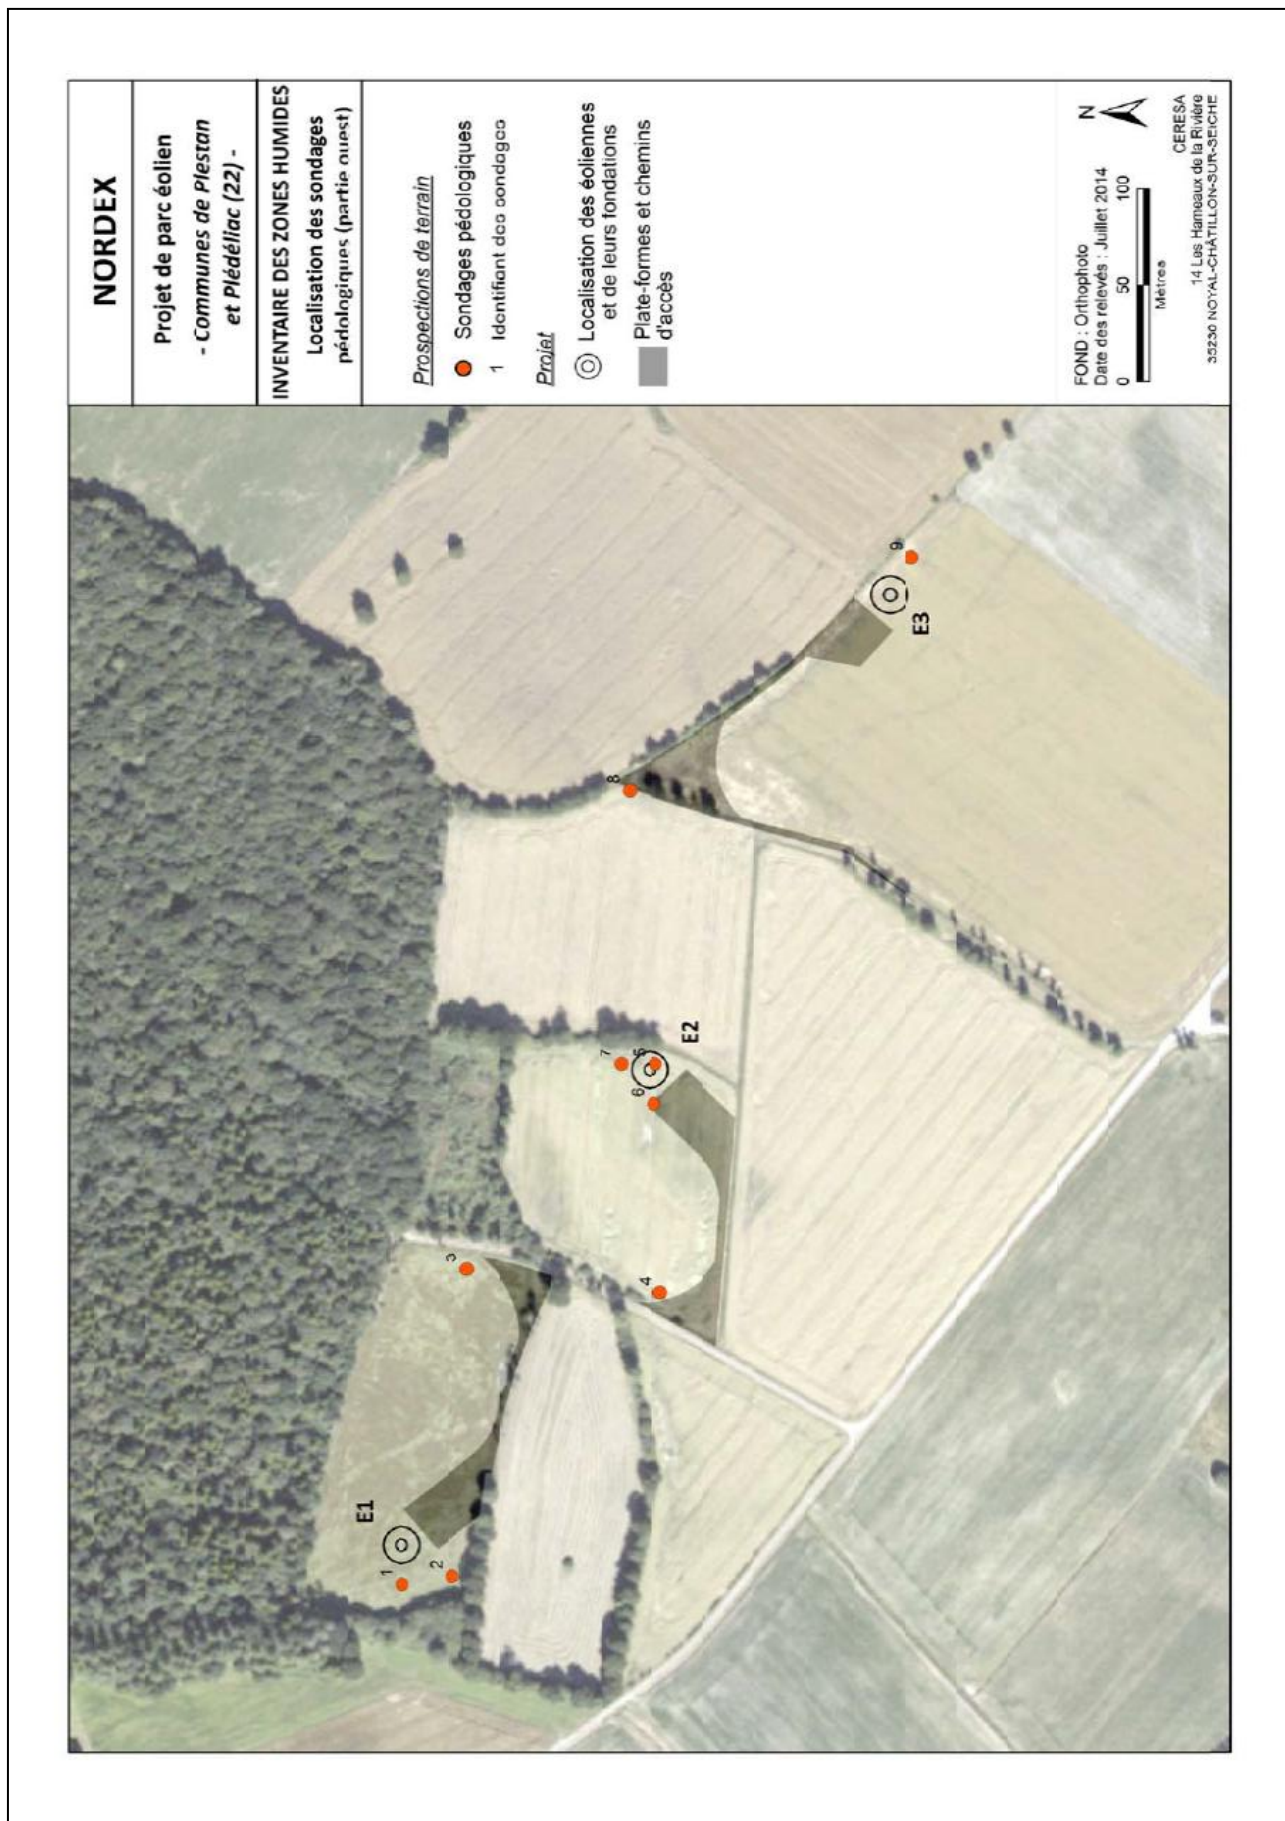 NORDEX
Projet de parc éolien
- Communes de Plestan
et Plédéliac (22) -
INVENTAIRE DES ZONES HUMIDES
Localisation des sondages
pédologiques (partie ouest)
Prospections de terrain
Sondages pédologiques
1 Identifiant des sondages
Projet
Localisation des éoliennes
et de leurs fondations
Plate-formes et chemins
d'accès
FOND : Orthophoto
Date des relevés : Juillet 2014
0 50 100
Mètres
N
CERESA
14 Les Hameaux de la Rivière
35230 NOYAL-CHÂTILLON-SUR-SEICHE
E1
1
2
3
4
E2
5
6
7
8
E3
9